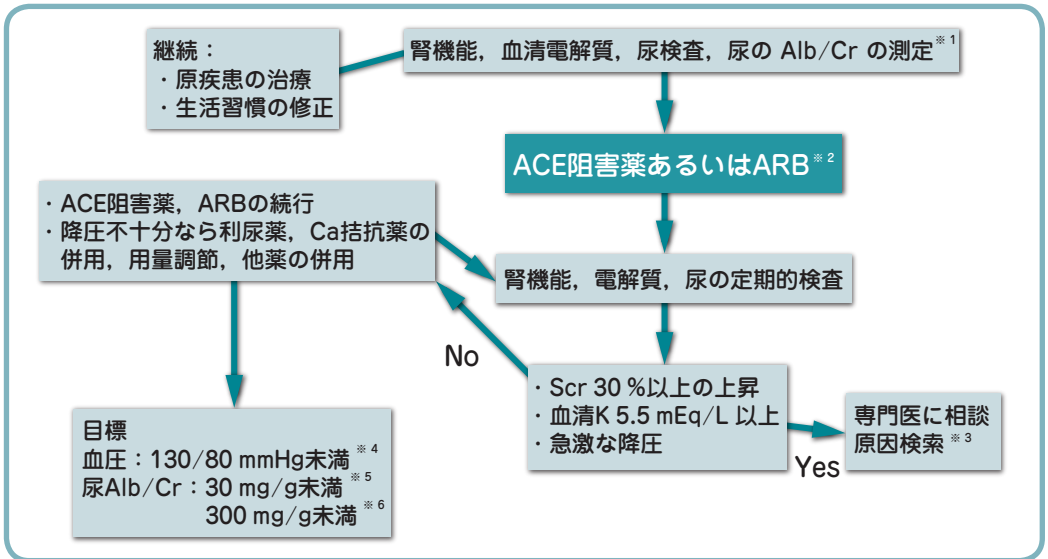 継続：
・原疾患の治療
・生活習慣の修正
腎機能，血清電解質，尿検査，尿の Alb/Cr の測定※1
ACE阻害薬あるいはARB※2
・ACE阻害薬，ARBの続行
・降圧不十分なら利尿薬，Ca拮抗薬の
併用，用量調節，他薬の併用
腎機能，電解質，尿の定期的検査
No
・Scr 30 %以上の上昇
・血清K 5.5 mEq/L 以上
・急激な降圧
Yes
専門医に相談
原因検索※3
目標
血圧：130/80 mmHg未満※4
尿Alb/Cr：30 mg/g未満※5
300 mg/g未満※6